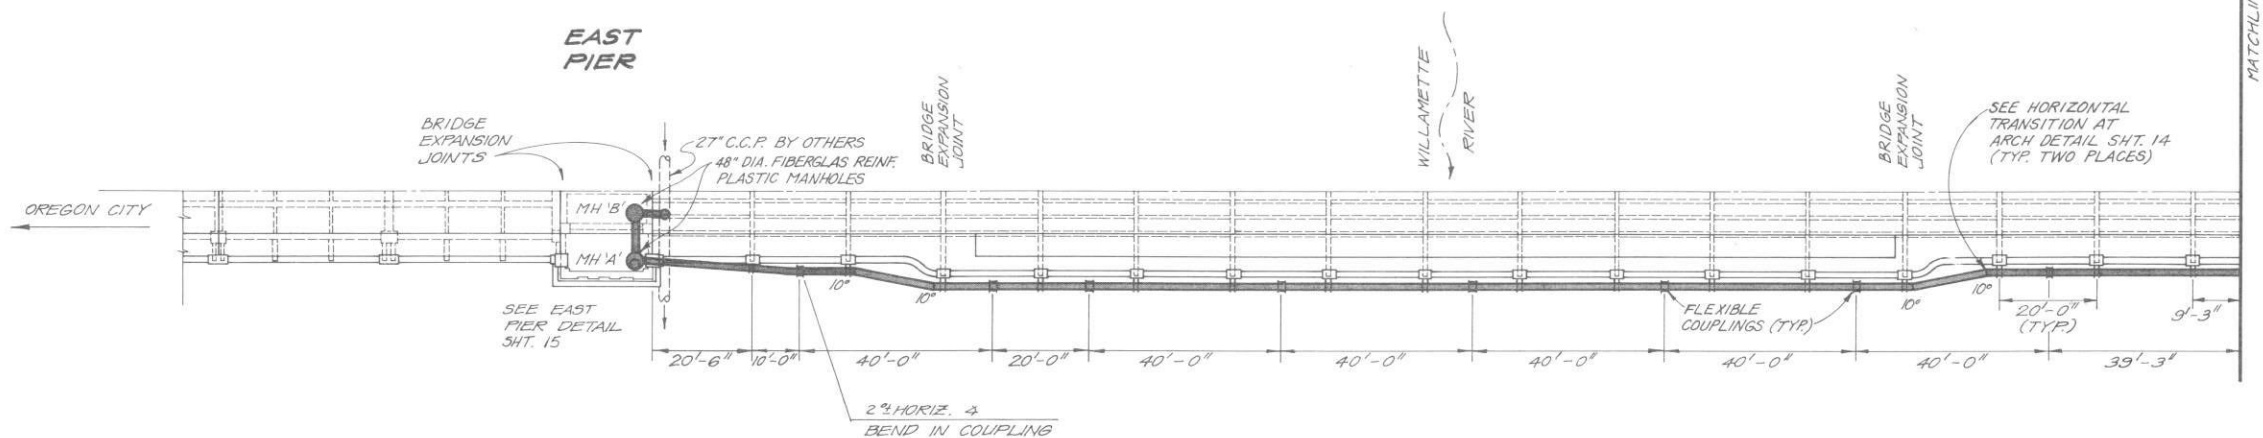 EAST
PIER
BRIDGE
EXPANSION
JOINTS
27" C.C.P. BY OTHERS
48" DIA. FIBERGLAS REINF.
PLASTIC MANHOLES
BRIDGE
EXPANSION
JOINT
WILLAMETTE
RIVER
BRIDGE
EXPANSION
JOINT
SEE HORIZONTAL
TRANSITION AT
ARCH DETAIL SHT. 14
(TYP. TWO PLACES)
OREGON CITY
MH 'B'
MH 'A'
SEE EAST
PIER DETAIL
SHT. 15
10°
10°
10°
10°
FLEXIBLE
COUPLINGS (TYP.)
20'-0"
(TYP.)
9'-3"
20'-6"
10'-0"
40'-0"
20'-0"
40'-0"
40'-0"
40'-0"
40'-0"
40'-0"
39'-3"
2°± HORIZ. 4
BEND IN COUPLING